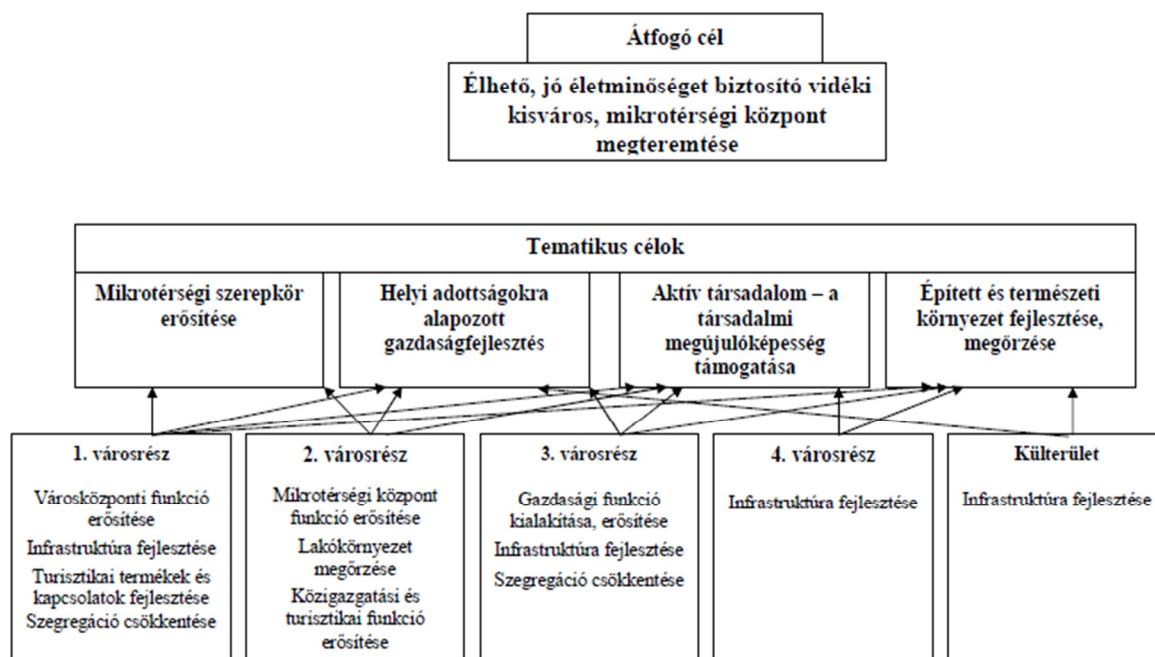 Átfogó cél
Élhető, jó életminőséget biztosító vidéki
kisváros, mikrotérségi központ
megteremtése
Tematikus célok
Mikrotérségi szerepkör
erősítése
Helyi adottságokra
alapozott
gazdaságfejlesztés
Aktív társadalom – a
társadalmi
megújulóképesség
támogatása
Épített és természeti
környezet fejlesztése,
megőrzése
1. városrész
Városközponti funkció
erősítése
Infrastruktúra fejlesztése
Turisztikai termékek és
kapcsolatok fejlesztése
Szegregáció csökkentése
2. városrész
Mikrotérségi központ
funkció erősítése
Lakókörnyezet
megőrzése
Közigazgatási és
turisztikai funkció
erősítése
3. városrész
Gazdasági funkció
kialakítása, erősítése
Infrastruktúra fejlesztése
Szegregáció csökkentése
4. városrész
Infrastruktúra fejlesztése
Külterület
Infrastruktúra fejlesztése